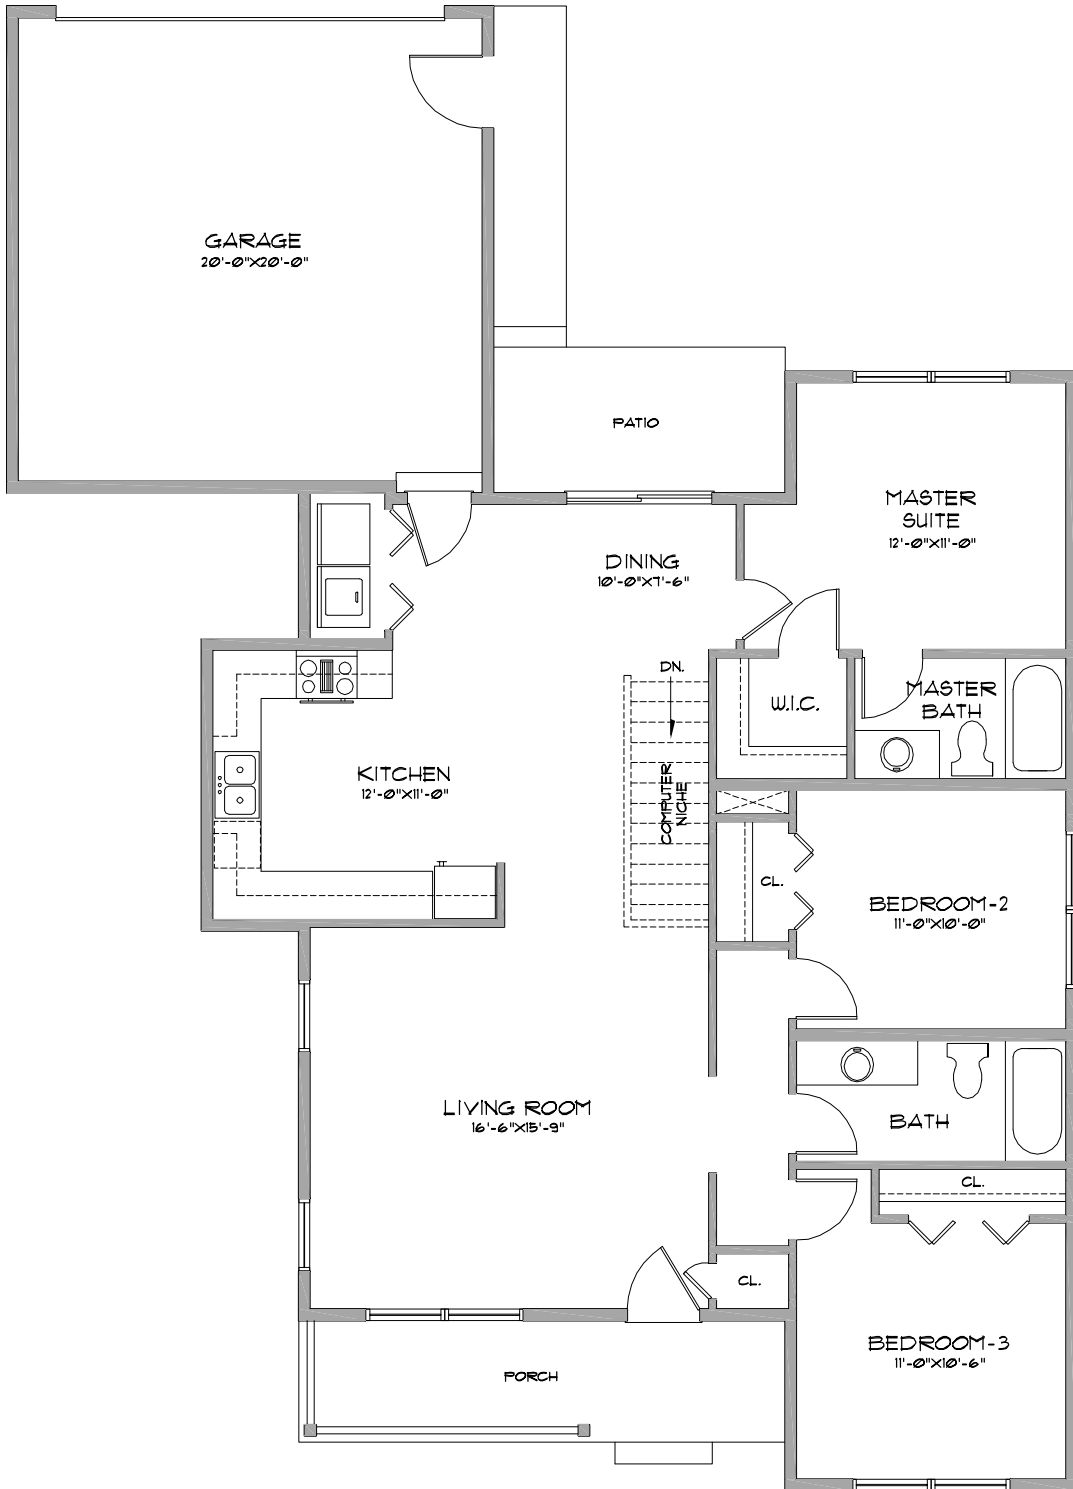 GARAGE
20'-0"X20'-0"
PATIO
MASTER
SUITE
12'-0"X11'-0"
DINING
10'-0"X7'-6"
DN.
W.I.C.
MASTER
BATH
KITCHEN
12'-0"X11'-0"
COMPUTER
NICHE
CL.
BEDROOM-2
11'-0"X10'-0"
LIVING ROOM
16'-6"X15'-9"
BATH
CL.
CL.
BEDROOM-3
11'-0"X10'-6"
PORCH